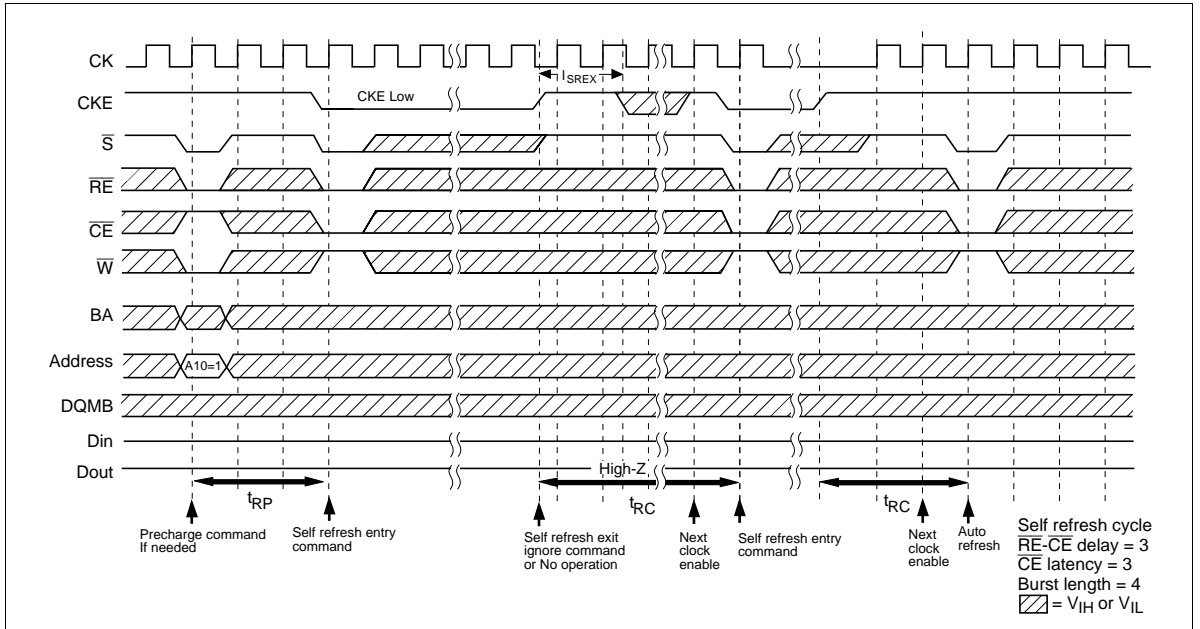 CK
l SREX
CKE
CKE Low
S
RE
CE
W
BA
Address
A10=1
DQMB
Din
Dout
High-Z
tRP
tRC
tRC
Precharge command
If needed
Self refresh entry
command
Self refresh exit
ignore command
or No operation
Next
clock
enable
Self refresh entry
command
Next
clock
enable
Auto
refresh
Self refresh cycle
RE-CE delay = 3
CE latency = 3
Burst length = 4
= VIH or VIL